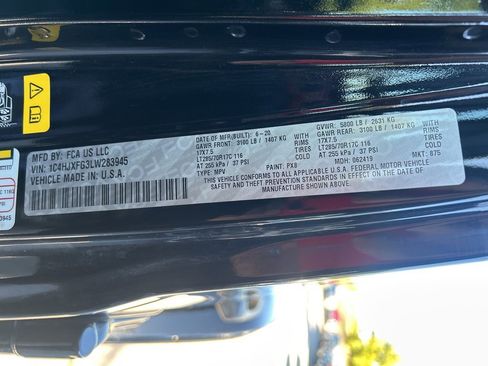 MFD BY: FCA US LLC
VIN: 1C4HJXFG3LW283945
VEHICLE MADE IN U.S.A.
DATE OF MFR(BUILT): 6-20
GAWR FRONT: 3100 LB / 1407 KG WITH
17X7.5 RIMS
LT285/70R17C 116 TIRES
AT 255 kPa / 37 PSI COLD
TYPE: MPV PAINT: PX8
GVWR: 5800 LB / 2631 KG
GAWR REAR: 3100 LB / 1407 KG WITH
17X7.5 RIMS
LT285/70R17C 116 TIRES
AT 255 kPa / 37 PSI COLD
MDH: 062419 MKT: 875
THIS VEHICLE CONFORMS TO ALL APPLICABLE U.S.A. FEDERAL MOTOR VEHICLE
SAFETY AND THEFT PREVENTION STANDARDS IN EFFECT
ON THE DATE OF MANUFACTURE SHOWN ABOVE.